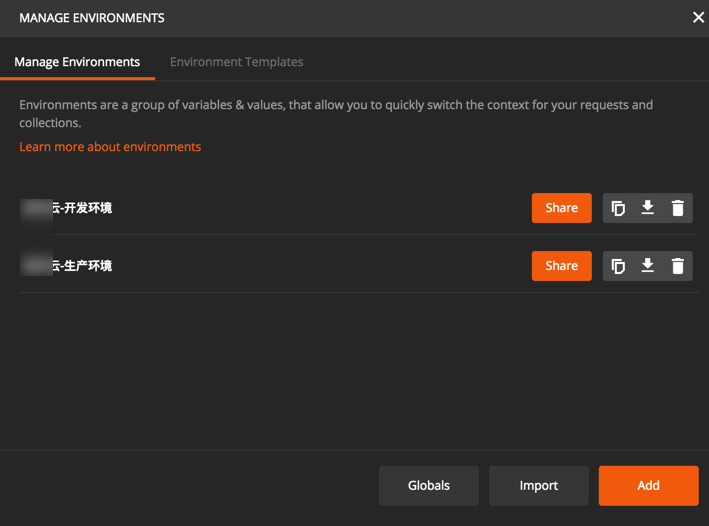 MANAGE ENVIRONMENTS
Manage Environments Environment Templates
Environments are a group of variables & values, that allow you to quickly switch the context for your requests and
collections.
Learn more about environments
云-开发环境 Share
云-生产环境 Share
Globals Import Add